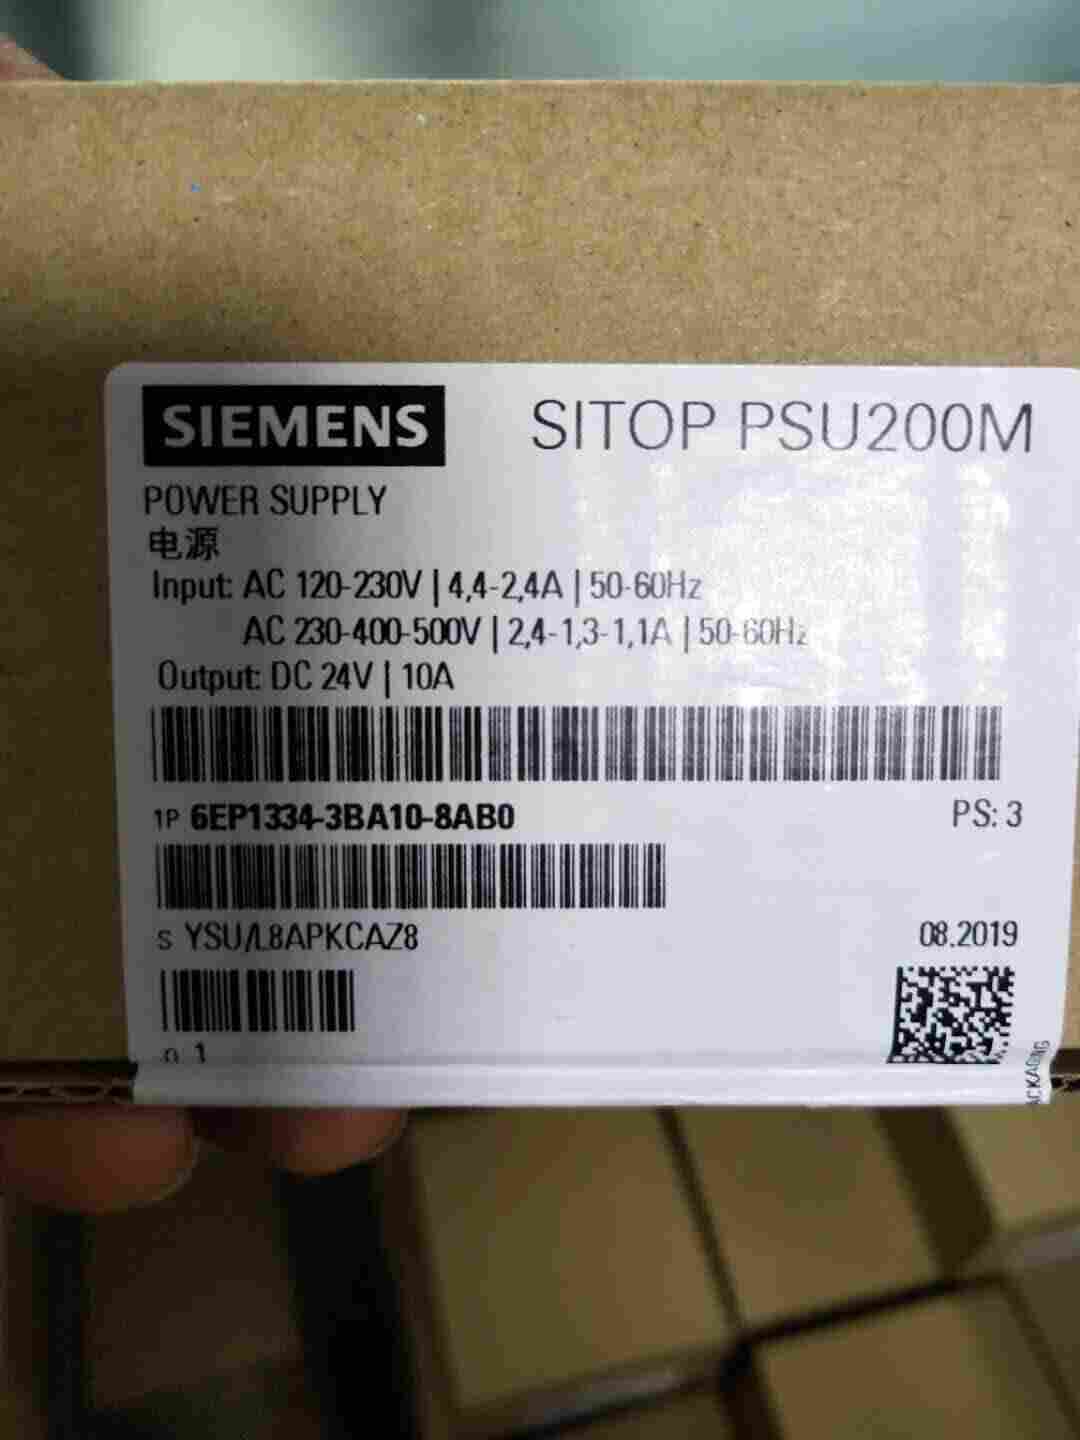 SIEMENS SITOP PSU200M
POWER SUPPLY
电源
Input: AC 120-230V | 4,4-2,4A | 50-60Hz
AC 230-400-500V | 2,4-1,3-1,1A | 50-60Hz
Output: DC 24V | 10A
1P 6EP1334-3BA10-8AB0 PS: 3
S YSU/L8APKCAZ8 08.2019
Q 1